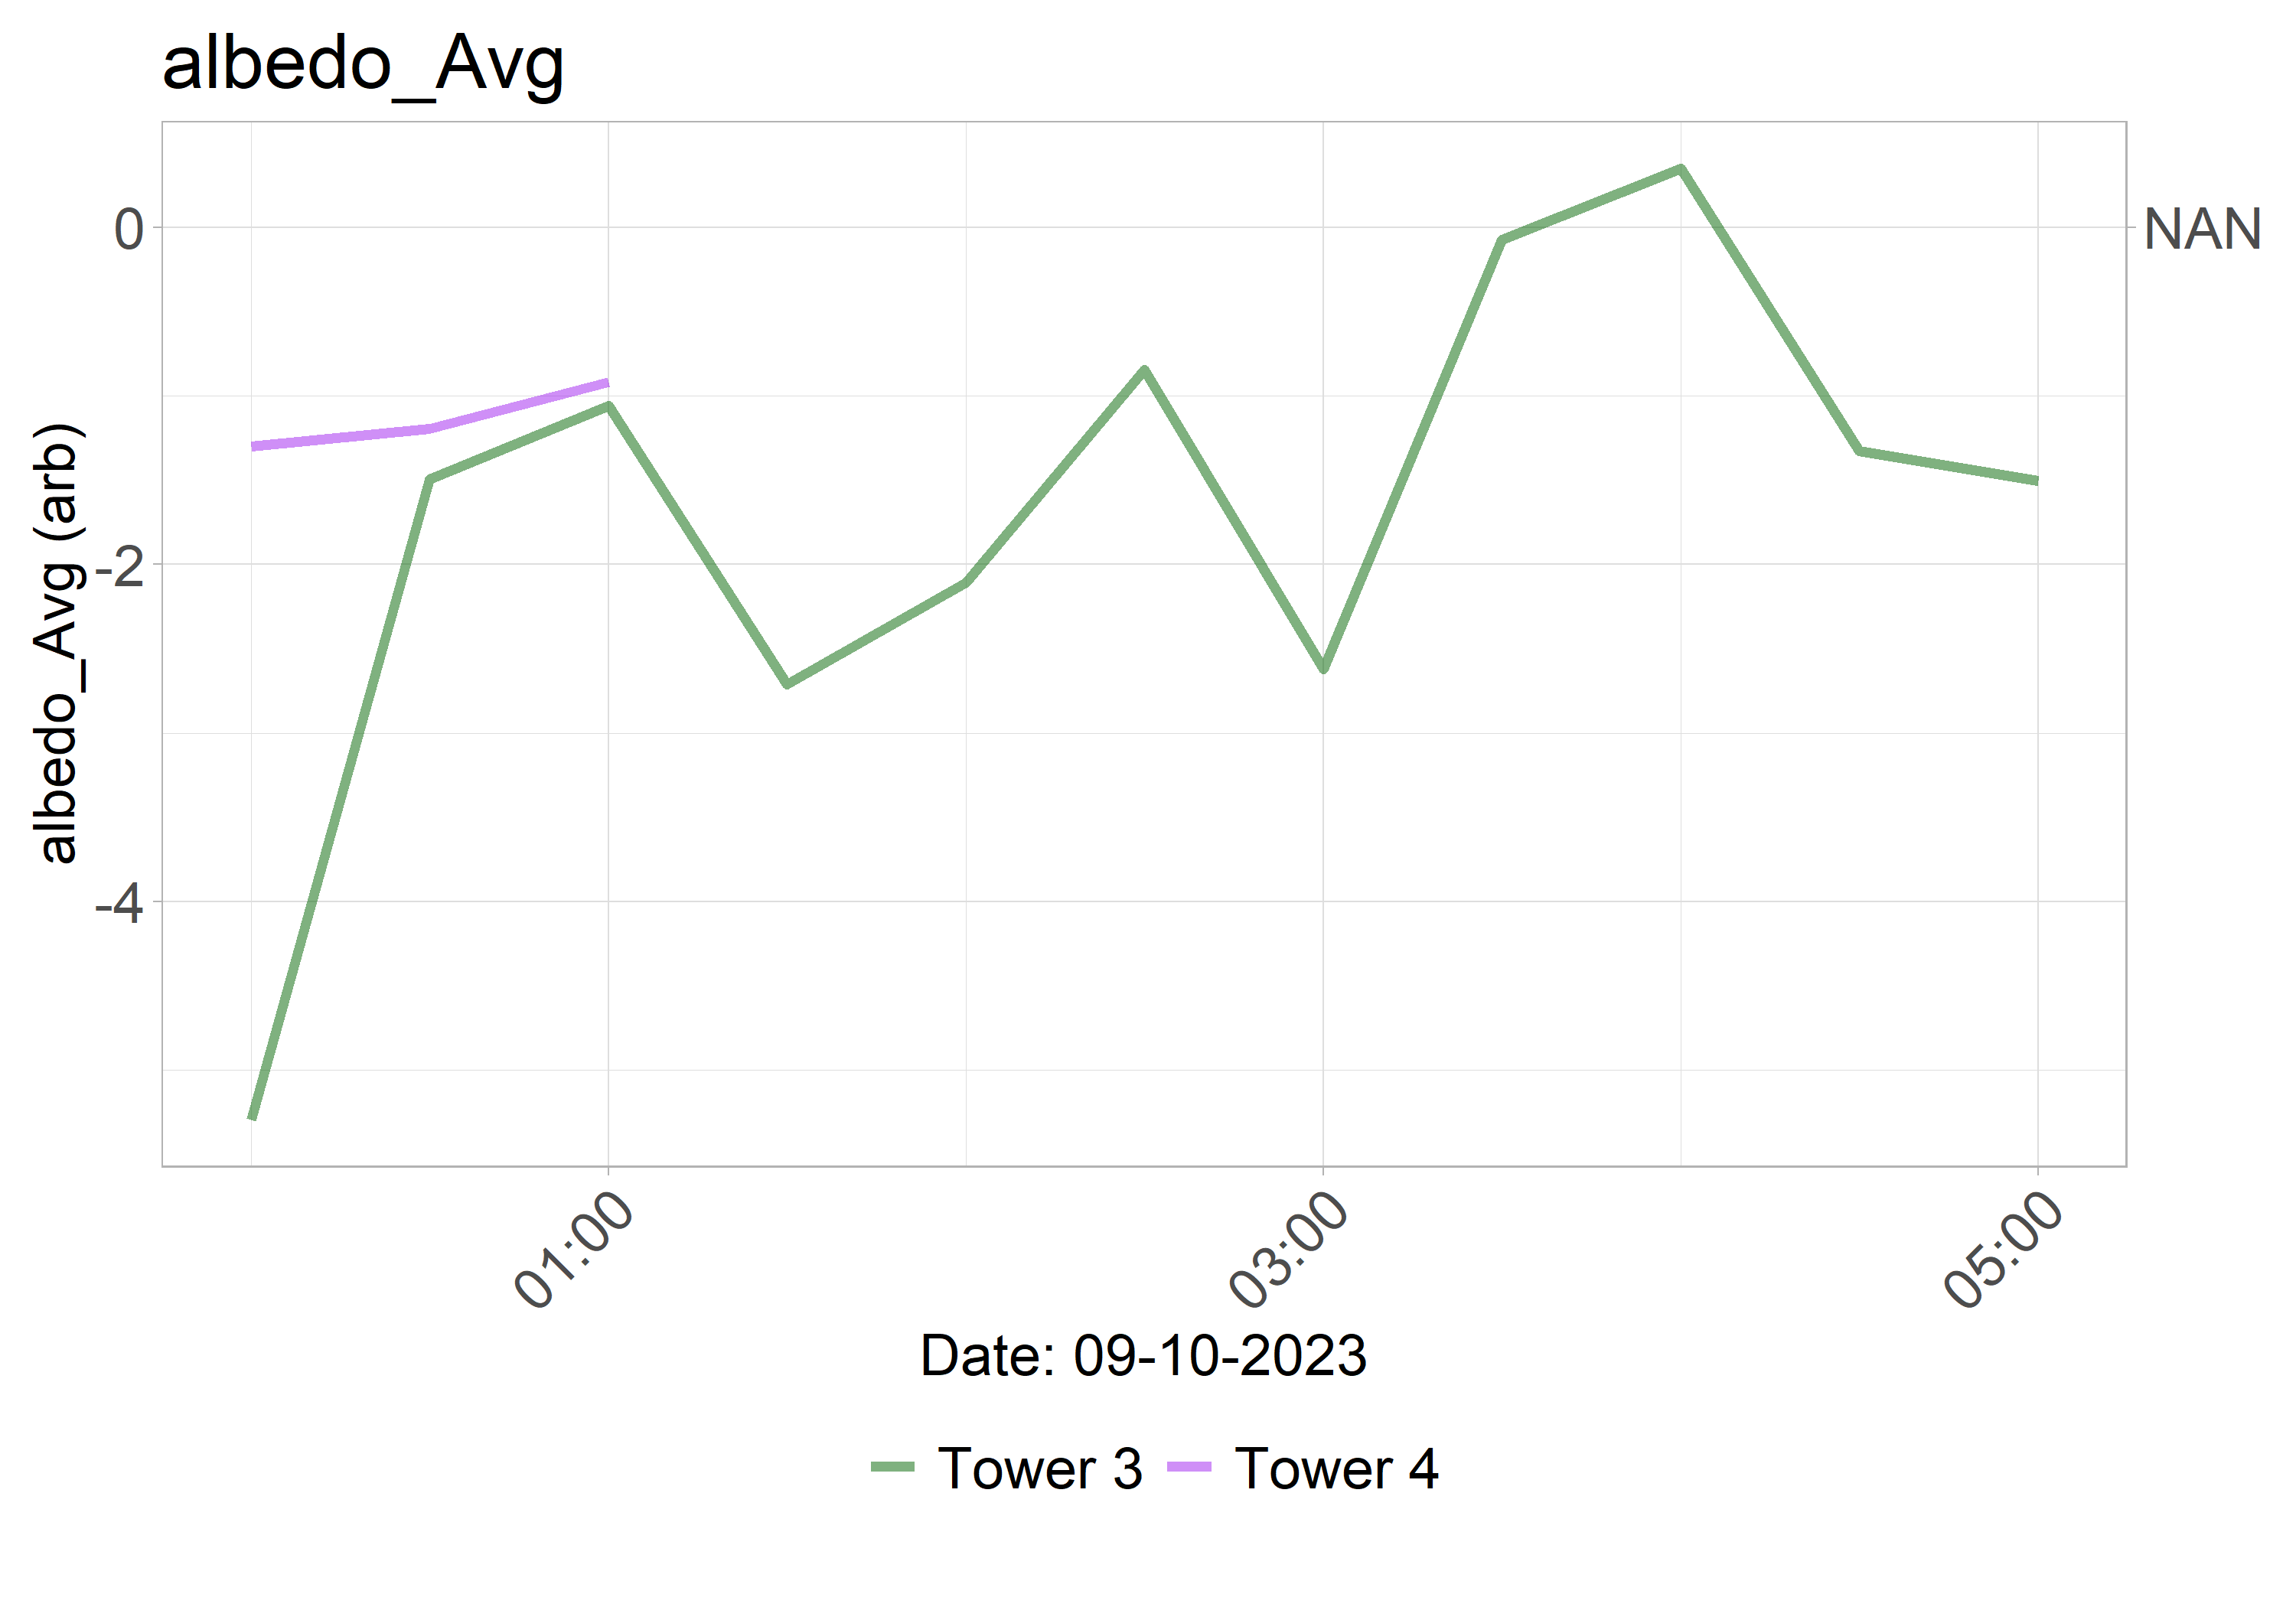 albedo_Avg
albedo_Avg (arb)
0
-2
-4
NAN
01:00
03:00
05:00
Date: 09-10-2023
Tower 3
Tower 4